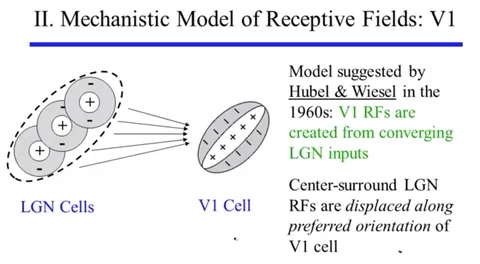 II. Mechanistic Model of Receptive Fields: V1
Model suggested by
Hubel & Wiesel in the
1960s: V1 RFs are
created from converging
LGN inputs
Center-surround LGN
RFs are displaced along
preferred orientation of
V1 cell
-
+
-
+
-
+
-
-
-
-
-
-
+
+
+
+
+
-
-
-
LGN Cells
V1 Cell